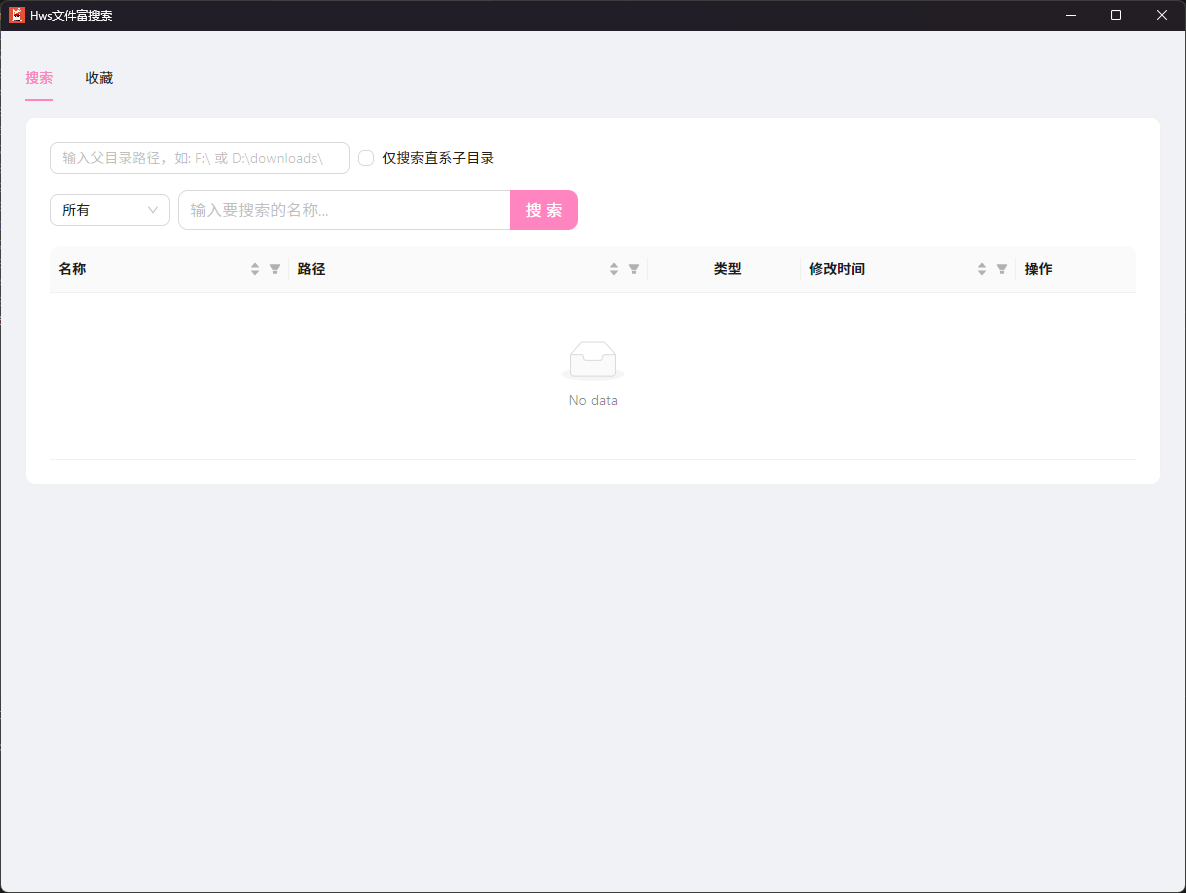 Hws文件富搜索
搜索 收藏
输入父目录路径，如: F:\ 或 D:\downloads\ 仅搜索直系子目录
所有 输入要搜索的名称... 搜 索
名称 路径 类型 修改时间 操作
No data